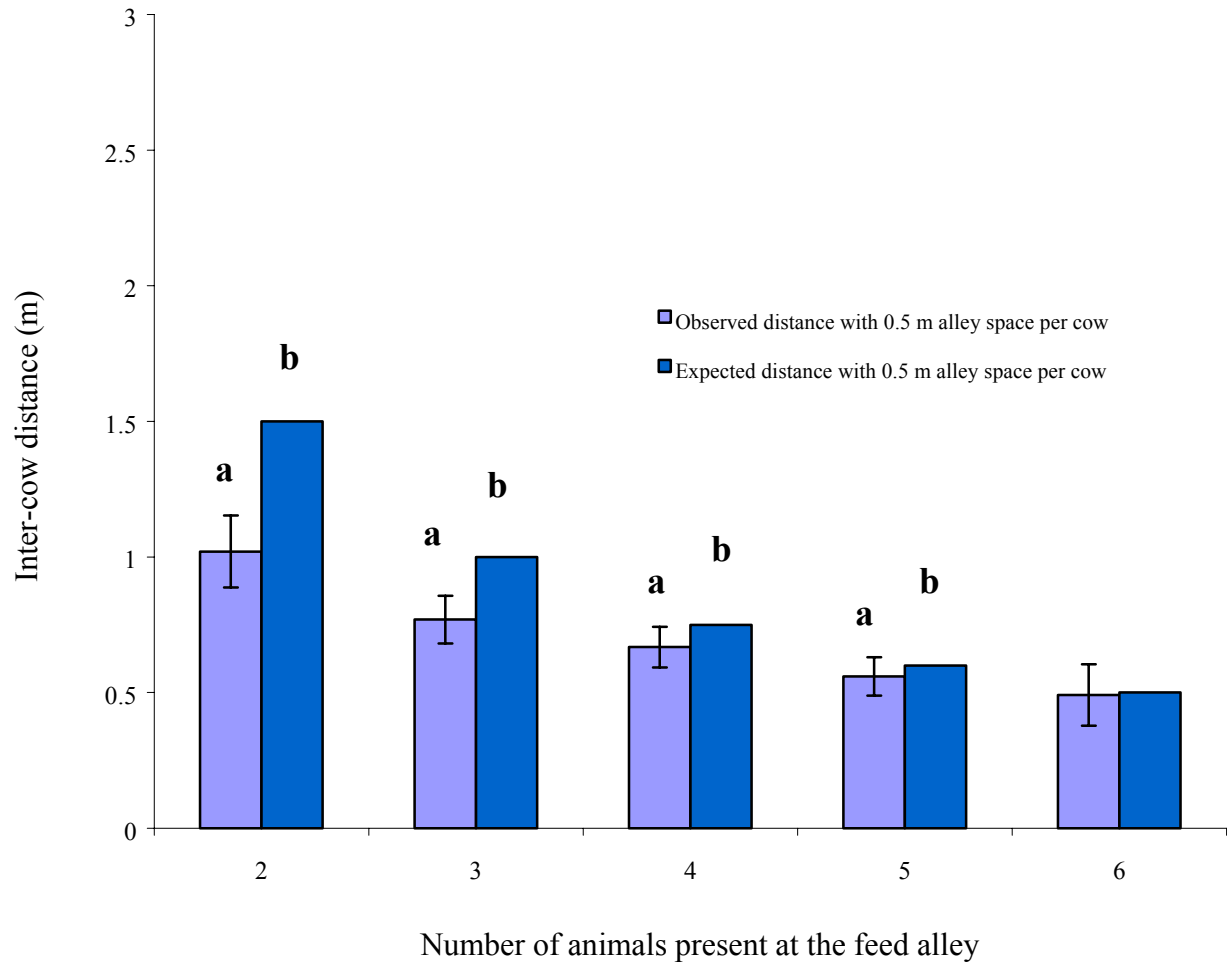 3
2.5
2
1.5
1
0.5
0
Inter-cow distance (m)
Observed distance with 0.5 m alley space per cow
Expected distance with 0.5 m alley space per cow
a
b
a
b
a
b
a
b
2
3
4
5
6
Number of animals present at the feed alley